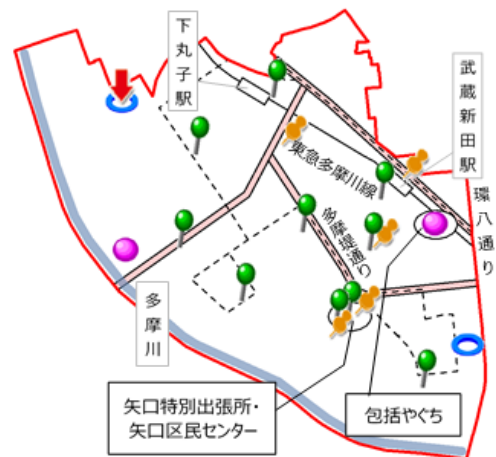 下丸子駅
武蔵新田駅
東急多摩川線
環八通り
多摩堤通り
多摩川
矢口特別出張所・
矢口区民センター
包括やぐち